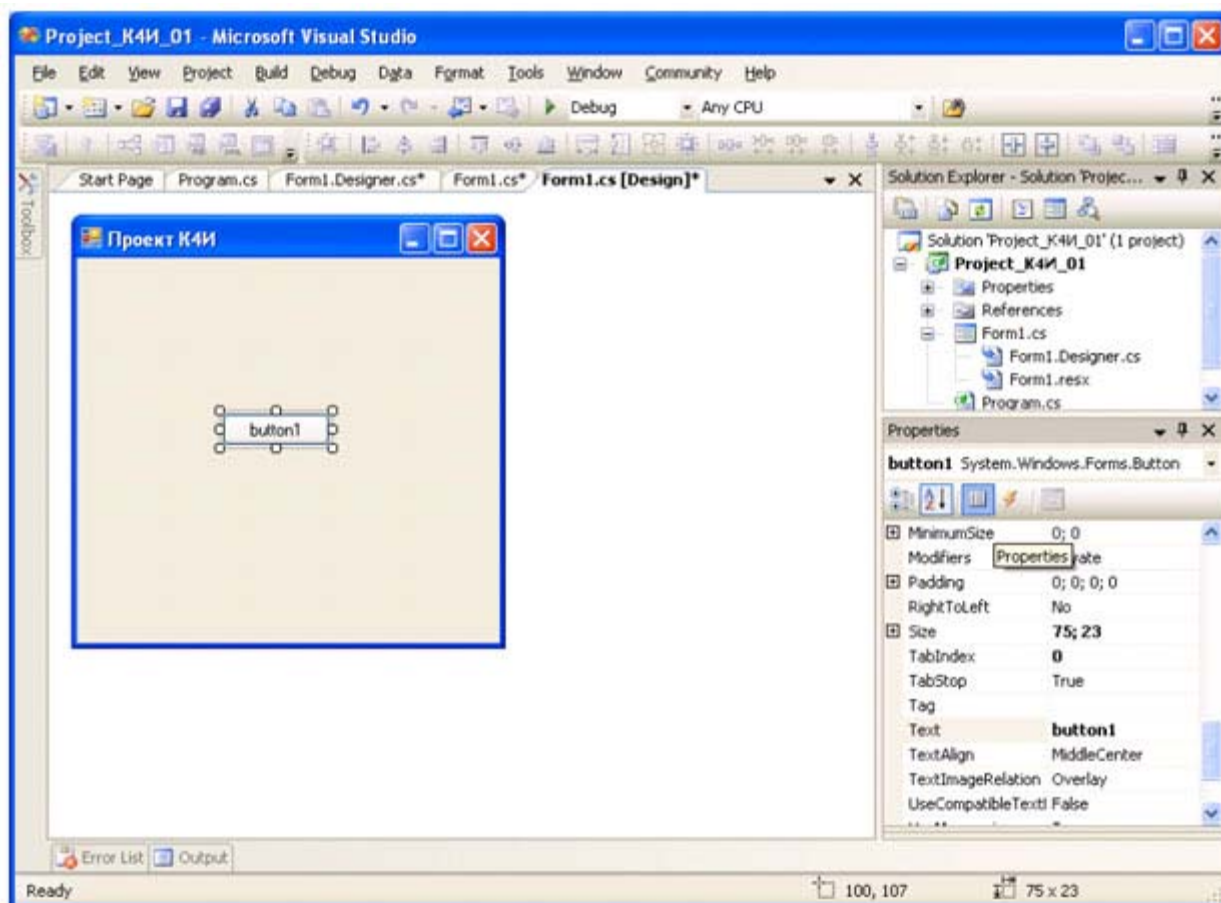 Project_К4И_01 - Microsoft Visual Studio
File Edit View Project Build Debug Data Format Tools Window Community Help
Debug Any CPU
Toolbox
Start Page Program.cs Form1.Designer.cs* Form1.cs* Form1.cs [Design]*
Проект К4И
button1
Solution Explorer - Solution 'Projec...
Solution 'Project_К4И_01' (1 project)
Project_К4И_01
Properties
References
Form1.cs
Form1.Designer.cs
Form1.resx
Program.cs
Properties
button1 System.Windows.Forms.Button
MinimumSize 0; 0
Modifiers Properties
Padding 0; 0; 0; 0
RightToLeft No
Size 75; 23
TabIndex 0
TabStop True
Tag
Text button1
TextAlign MiddleCenter
TextImageRelation Overlay
UseCompatibleText False
Error List Output
Ready 100, 107 75 x 23